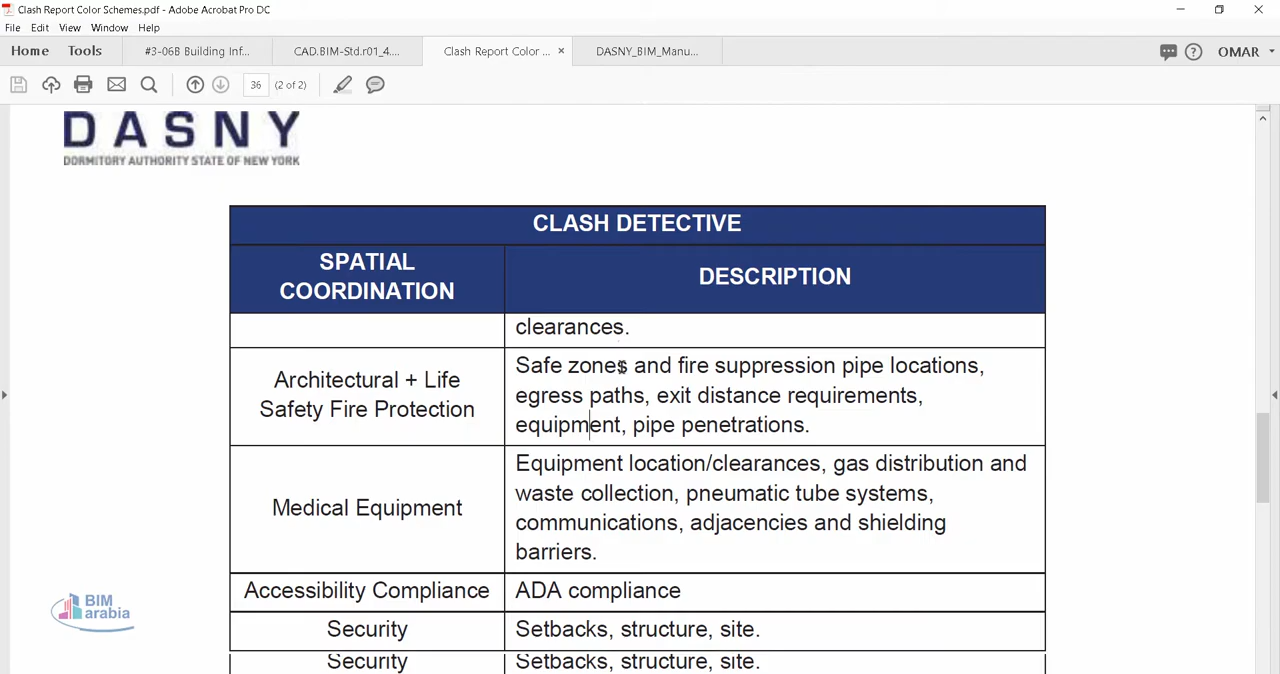 Clash Report Color Schemes.pdf - Adobe Acrobat Pro DC
File Edit View Window Help
Home Tools #3-06B Building Inf... CAD.BIM-Std.r01_4.... Clash Report Color ... × DASNY_BIM_Manu... OMAR
36 (2 of 2)
DASNY
DORMITORY AUTHORITY STATE OF NEW YORK
CLASH DETECTIVE
SPATIAL
COORDINATION
DESCRIPTION
clearances.
Architectural + Life
Safety Fire Protection
Safe zones and fire suppression pipe locations,
egress paths, exit distance requirements,
equipment, pipe penetrations.
Medical Equipment
Equipment location/clearances, gas distribution and
waste collection, pneumatic tube systems,
communications, adjacencies and shielding
barriers.
Accessibility Compliance
ADA compliance
Security
Setbacks, structure, site.
Security
Setbacks, structure, site.
BIM
arabia